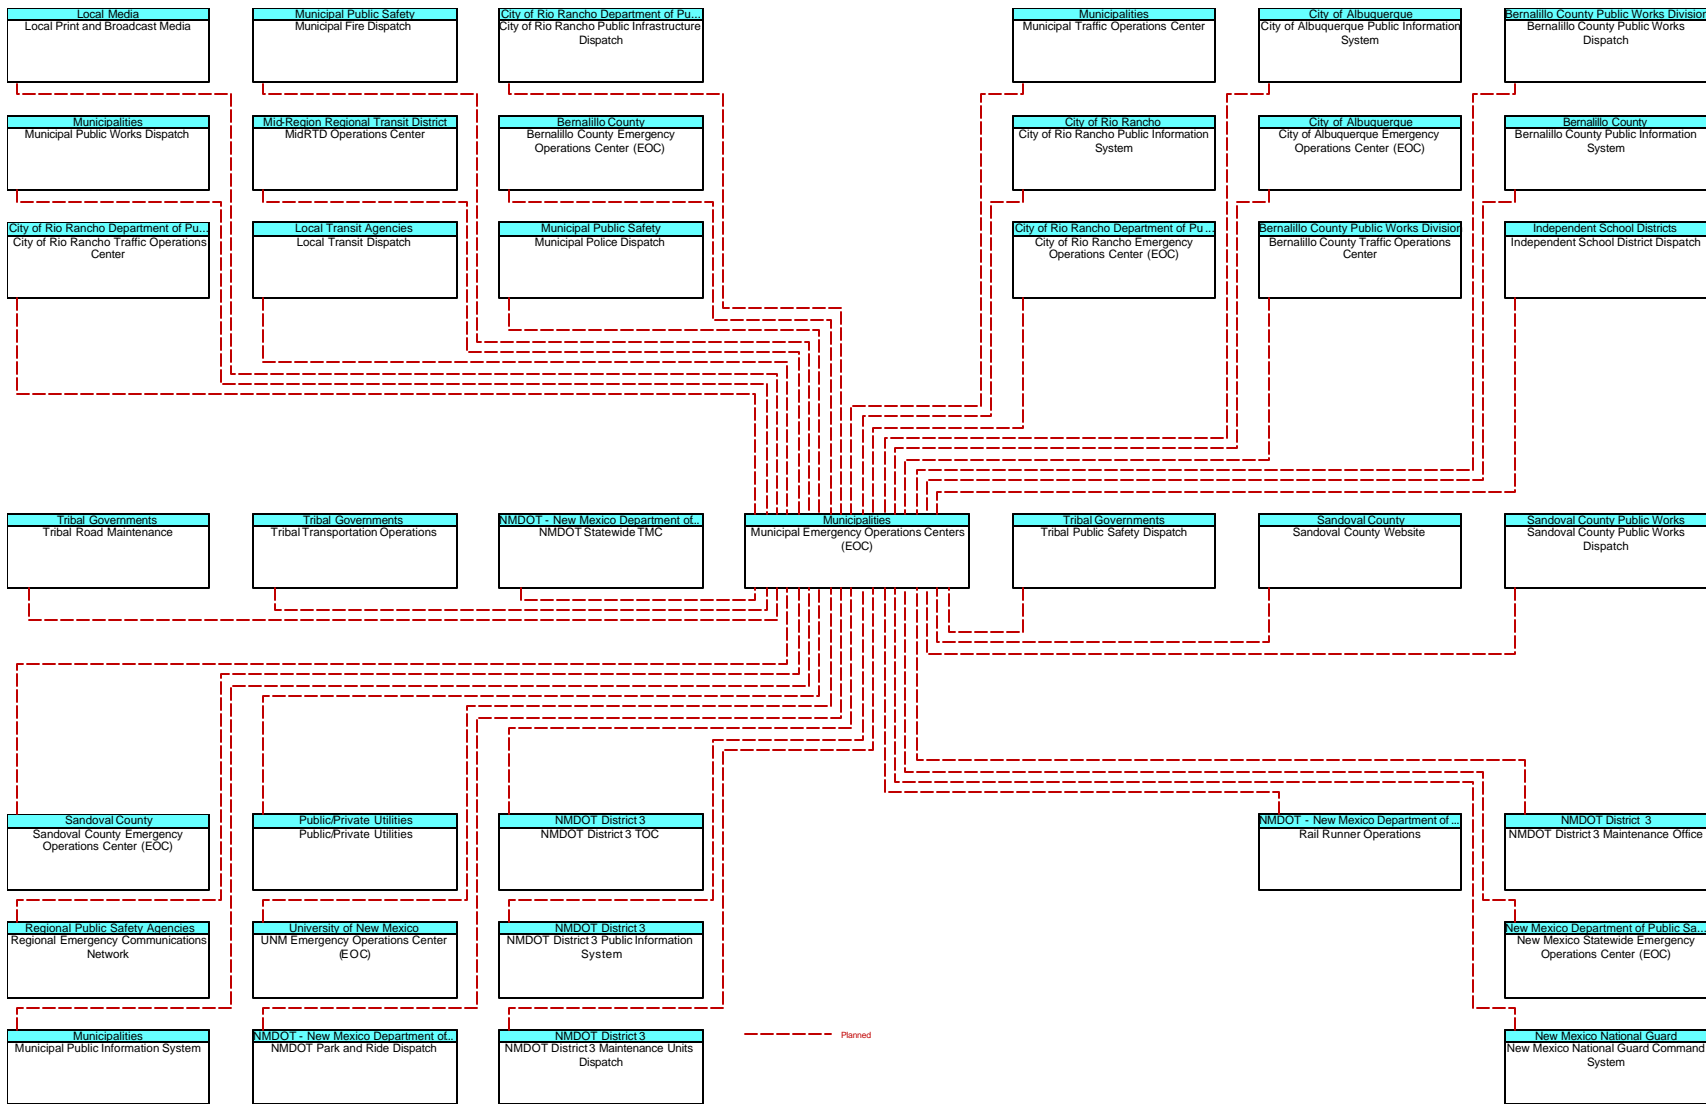 Local Media
Local Print and Broadcast Media
Municipal Public Safety
Municipal Fire Dispatch
City of Rio Rancho Department of Pu...
City of Rio Rancho Public Infrastructure
Dispatch
Municipalities
Municipal Traffic Operations Center
City of Albuquerque
City of Albuquerque Public Information
System
Bernalillo County Public Works Division
Bernalillo County Public Works
Dispatch
Municipalities
Municipal Public Works Dispatch
Mid-Region Regional Transit District
MidRTD Operations Center
Bernalillo County
Bernalillo County Emergency
Operations Center (EOC)
City of Rio Rancho
City of Rio Rancho Public Information
System
City of Albuquerque
City of Albuquerque Emergency
Operations Center (EOC)
Bernalillo County
Bernalillo County Public Information
System
City of Rio Rancho Department of Pu...
City of Rio Rancho Traffic Operations
Center
Local Transit Agencies
Local Transit Dispatch
Municipal Public Safety
Municipal Police Dispatch
City of Rio Rancho Department of Pu...
City of Rio Rancho Emergency
Operations Center (EOC)
Bernalillo County Public Works Division
Bernalillo County Traffic Operations
Center
Independent School Districts
Independent School District Dispatch
Tribal Governments
Tribal Road Maintenance
Tribal Governments
Tribal Transportation Operations
NMDOT - New Mexico Department of...
NMDOT Statewide TMC
Municipalities
Municipal Emergency Operations Centers
(EOC)
Tribal Governments
Tribal Public Safety Dispatch
Sandoval County
Sandoval County Website
Sandoval County Public Works
Sandoval County Public Works
Dispatch
Sandoval County
Sandoval County Emergency
Operations Center (EOC)
Public/Private Utilities
Public/Private Utilities
NMDOT District 3
NMDOT District 3 TOC
NMDOT - New Mexico Department of ...
Rail Runner Operations
NMDOT District 3
NMDOT District 3 Maintenance Office
Regional Public Safety Agencies
Regional Emergency Communications
Network
University of New Mexico
UNM Emergency Operations Center
(EOC)
NMDOT District 3
NMDOT District 3 Public Information
System
New Mexico Department of Public Sa...
New Mexico Statewide Emergency
Operations Center (EOC)
Municipalities
Municipal Public Information System
NMDOT - New Mexico Department of...
NMDOT Park and Ride Dispatch
NMDOT District 3
NMDOT District 3 Maintenance Units
Dispatch
Planned
New Mexico National Guard
New Mexico National Guard Command
System